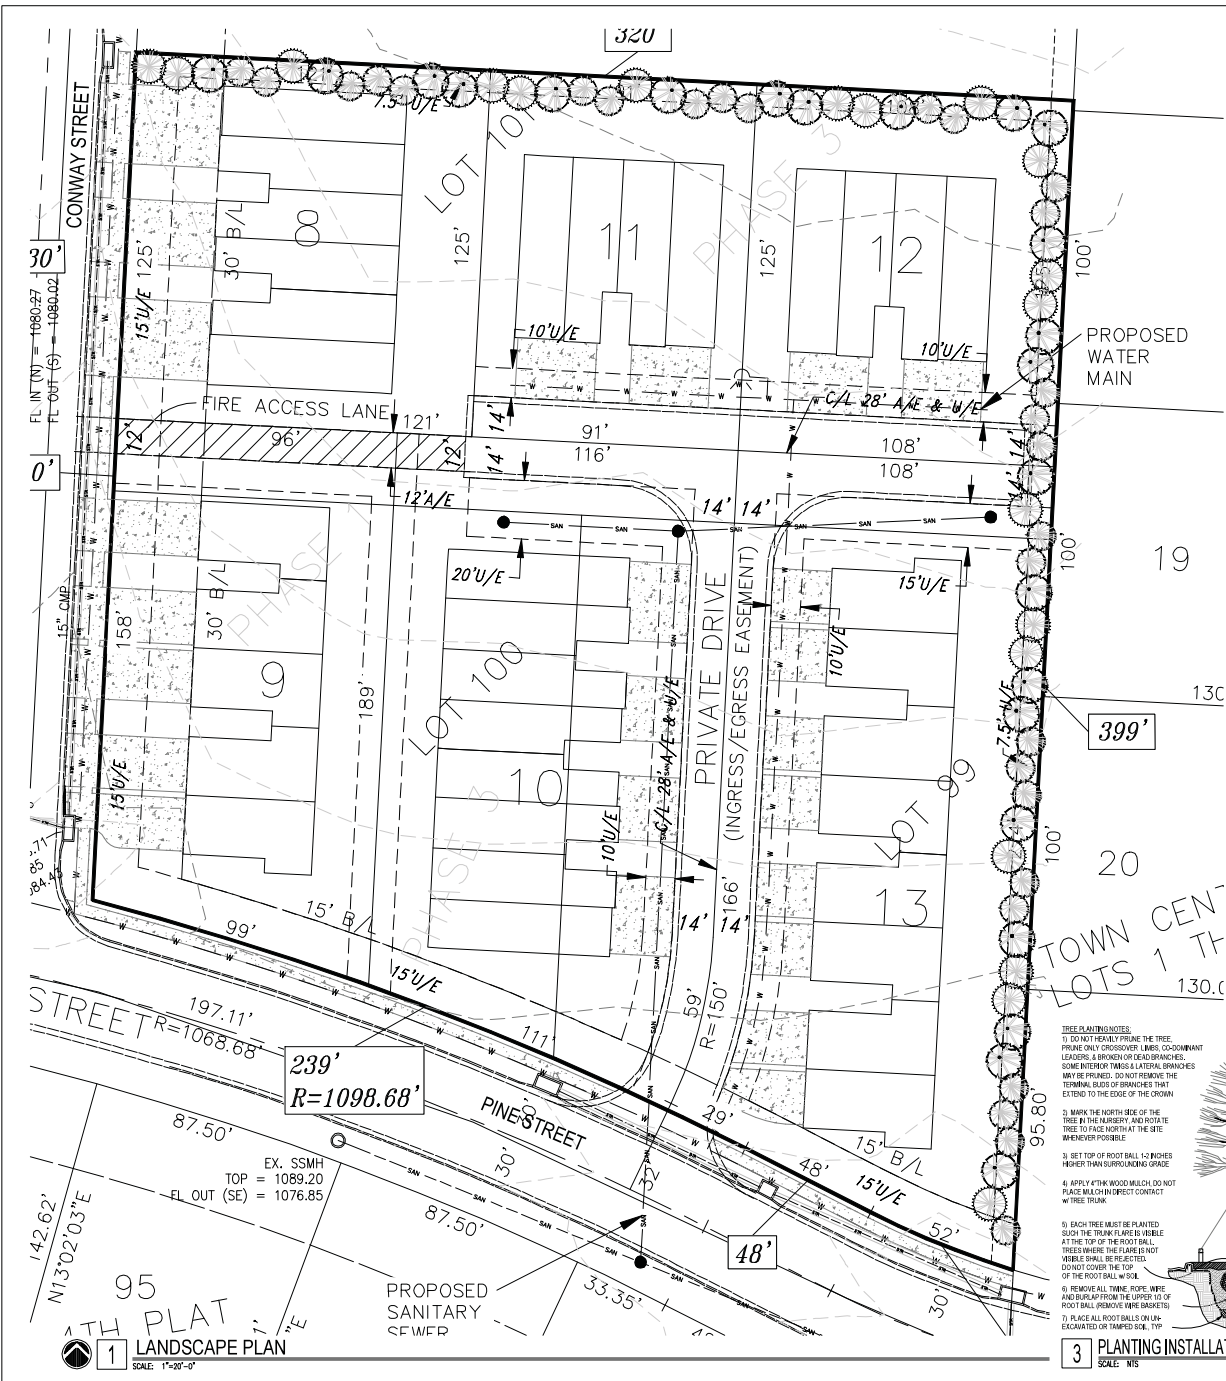 320'
CONWAY STREET
7.5' U/E
LOT 101
PHASE 3
30'
FL IN (N) = 1080.27
FL OUT (S) = 1080.02
15'U/E
125'
30' B/L
8
125'
11
125'
12
100'
10'U/E
10'U/E
PROPOSED
WATER
MAIN
FIRE ACCESS LANE
C/L 28' A/E & U/E
12'
96'
121'
12'
14'
14'
91'
116'
108'
108'
14'
0'
12'A/E
14'
14'
SAN
SAN
SAN
SAN
SAN
PHASE 1
20'U/E
15'U/E
100'
19
15" CMP
158'
30' B/L
9
189'
LOT 100
10
PHASE 3
PRIVATE DRIVE
(INGRESS/EGRESS EASEMENT)
C/L 28' A/E & U/E
10'U/E
10'U/E
7.5' U/E
130
399'
LOT 99
13
100'
20
15'U/E
15' B/L
99'
15'U/E
14'
14'
166'
59'
R=150'
TOWN CENT
LOTS 1 TH
130.0
STREET
197.11'
R=1068.68'
239'
R=1098.68'
111'
PINE STREET
29'
48'
15' B/L
15'U/E
52'
95.80'
87.50'
30'
32
EX. SSMH
TOP = 1089.20
FL OUT (SE) = 1076.85
87.50'
48'
30'
142.62'
N13°02'03"E
95
PROPOSED
SANITARY
SEWER
33.35'
TH PLAT
TREE PLANTING NOTES:
1) DO NOT HEAVILY PRUNE THE TREE,
PRUNE ONLY CROSSOVER LIMBS, CO-DOMINANT
LEADERS, & BROKEN OR DEAD BRANCHES.
SOME INTERIOR TWIGS & LATERAL BRANCHES
MAY BE PRUNED. DO NOT REMOVE THE
TERMINAL BUDS OF BRANCHES THAT
EXTEND TO THE EDGE OF THE CROWN
2) MARK THE NORTH SIDE OF THE
TREE IN THE NURSERY, AND ROTATE
TREE TO FACE NORTH AT THE SITE
WHENEVER POSSIBLE
3) SET TOP OF ROOT BALL 1-2 INCHES
HIGHER THAN SURROUNDING GRADE
4) APPLY 4"THK WOOD MULCH, DO NOT
PLACE MULCH IN DIRECT CONTACT
w/ TREE TRUNK
5) EACH TREE MUST BE PLANTED
SUCH THE TRUNK FLARE IS VISIBLE
AT THE TOP OF THE ROOT BALL.
TREES WHERE THE FLARE IS NOT
VISIBLE SHALL BE REJECTED.
DO NOT COVER THE TOP
OF THE ROOT BALL w/ SOIL
6) REMOVE ALL TWINE, ROPE, WIRE
AND BURLAP FROM THE UPPER 1/3 OF
ROOT BALL (REMOVE WIRE BASKETS)
7) PLACE ALL ROOT BALLS ON UN-
EXCAVATED OR TAMPED SOIL, TYP
1 LANDSCAPE PLAN
SCALE: 1"=20'-0"
3 PLANTING INSTALLA
SCALE: NTS